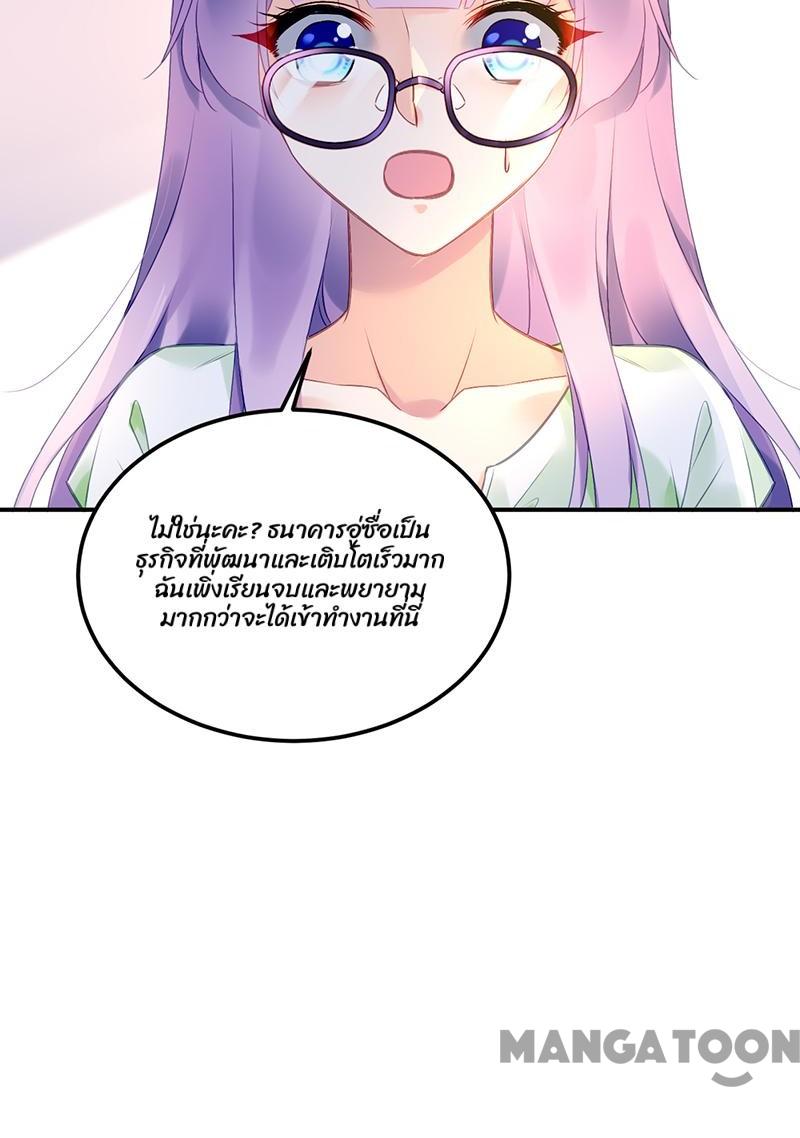 ไม่ใช่นะคะ? ธนาคารอู่ซื่อเป็น
ธุรกิจที่พัฒนาและเติบโตเร็วมาก
ฉันเพิ่งเรียนจบและพยายาม
มากกว่าจะได้เข้าทำงานที่นี่
MANGATOON